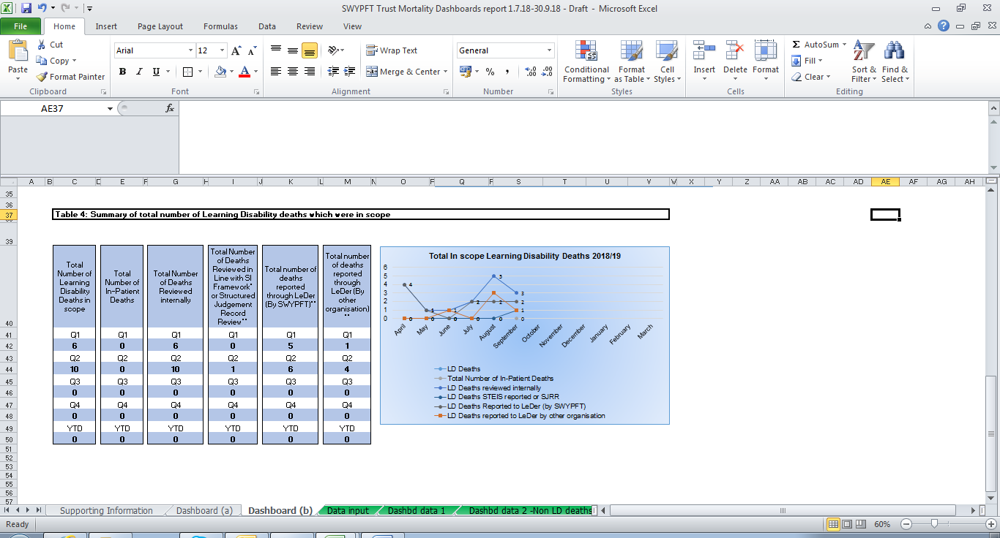 SWYPFT Trust Mortality Dashboards report 1.7.18-30.9.18 - Draft - Microsoft Excel
File Home Insert Page Layout Formulas Data Review View
Paste
Cut
Copy
Format Painter
Clipboard
Arial 12
B I U
Font
Wrap Text
Merge & Center
Alignment
General
Number
Conditional Formatting
Format as Table
Cell Styles
Styles
Insert Delete Format
Cells
AutoSum
Fill
Clear
Sort & Filter
Find & Select
Editing
AE37
fx
A B C D E F G H I J K L M N O P Q R S T U V W X Y Z AA AB AC AD AE AF AG AH
35
36
37 Table 4: Summary of total number of Learning Disability deaths which were in scope
39
40
Total Number of Learning Disability Deaths in scope
Total Number of In-Patient Deaths
Total Number of Deaths Reviewed internally
Total Number of Deaths Reviewed in Line with SI Framework* or Structured Judgement Record Review**
Total number of deaths reported through LeDer (By SWYPFT)**
Total number of deaths reported through LeDer (By other organisation) **
41 Q1 Q1 Q1 Q1 Q1 Q1
42 6 0 6 0 5 1
43 Q2 Q2 Q2 Q2 Q2 Q2
44 10 0 10 1 6 4
45 Q3 Q3 Q3 Q3 Q3 Q3
46 0 0 0 0 0 0
47 Q4 Q4 Q4 Q4 Q4 Q4
48 0 0 0 0 0 0
49 YTD YTD YTD YTD YTD YTD
50 0 0 0 0 0 0
51
52
53
54
55
56
57
Total In scope Learning Disability Deaths 2018/19
6
5
4
3
2
1
0
4 0 1 0 1 0 2 0 5 2 0 3 2 1 0
April May June July August September October November December January February March
LD Deaths
Total Number of In-Patient Deaths
LD Deaths reviewed internally
LD Deaths STEIS reported or SJRR
LD Deaths Reported to LeDer (by SWYPFT)
LD Deaths reported to LeDer by other organisation
Supporting Information Dashboard (a) Dashboard (b) Data input Dashbd data 1 Dashbd data 2 -Non LD deaths
Ready 60%